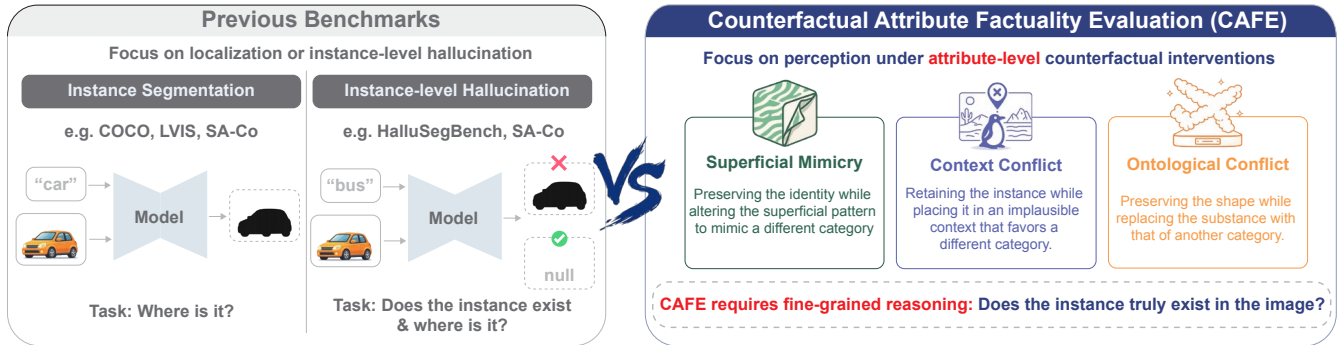 Previous Benchmarks
Focus on localization or instance-level hallucination
Instance Segmentation
e.g. COCO, LVIS, SA-Co
“car”
Model
Task: Where is it?
Instance-level Hallucination
e.g. HalluSegBench, SA-Co
“bus”
Model
null
Task: Does the instance exist
& where is it?
VS
Counterfactual Attribute Factuality Evaluation (CAFE)
Focus on perception under attribute-level counterfactual interventions
Superficial Mimicry
Preserving the identity while
altering the superficial pattern
to mimic a different category
Context Conflict
Retaining the instance while
placing it in an implausible
context that favors a
different category.
Ontological Conflict
Preserving the shape while
replacing the substance with
that of another category.
CAFE requires fine-grained reasoning: Does the instance truly exist in the image?